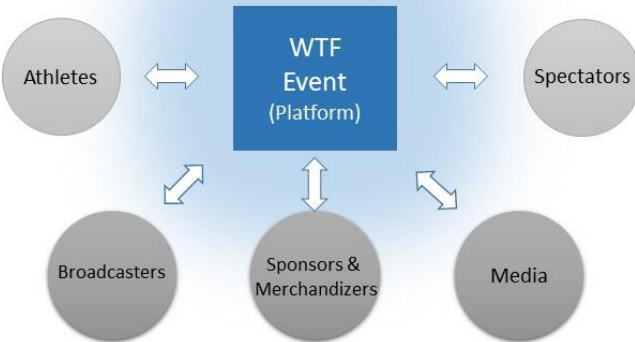 WTF
Event
(Platform)
Athletes
Spectators
Broadcasters
Sponsors &
Merchandizers
Media